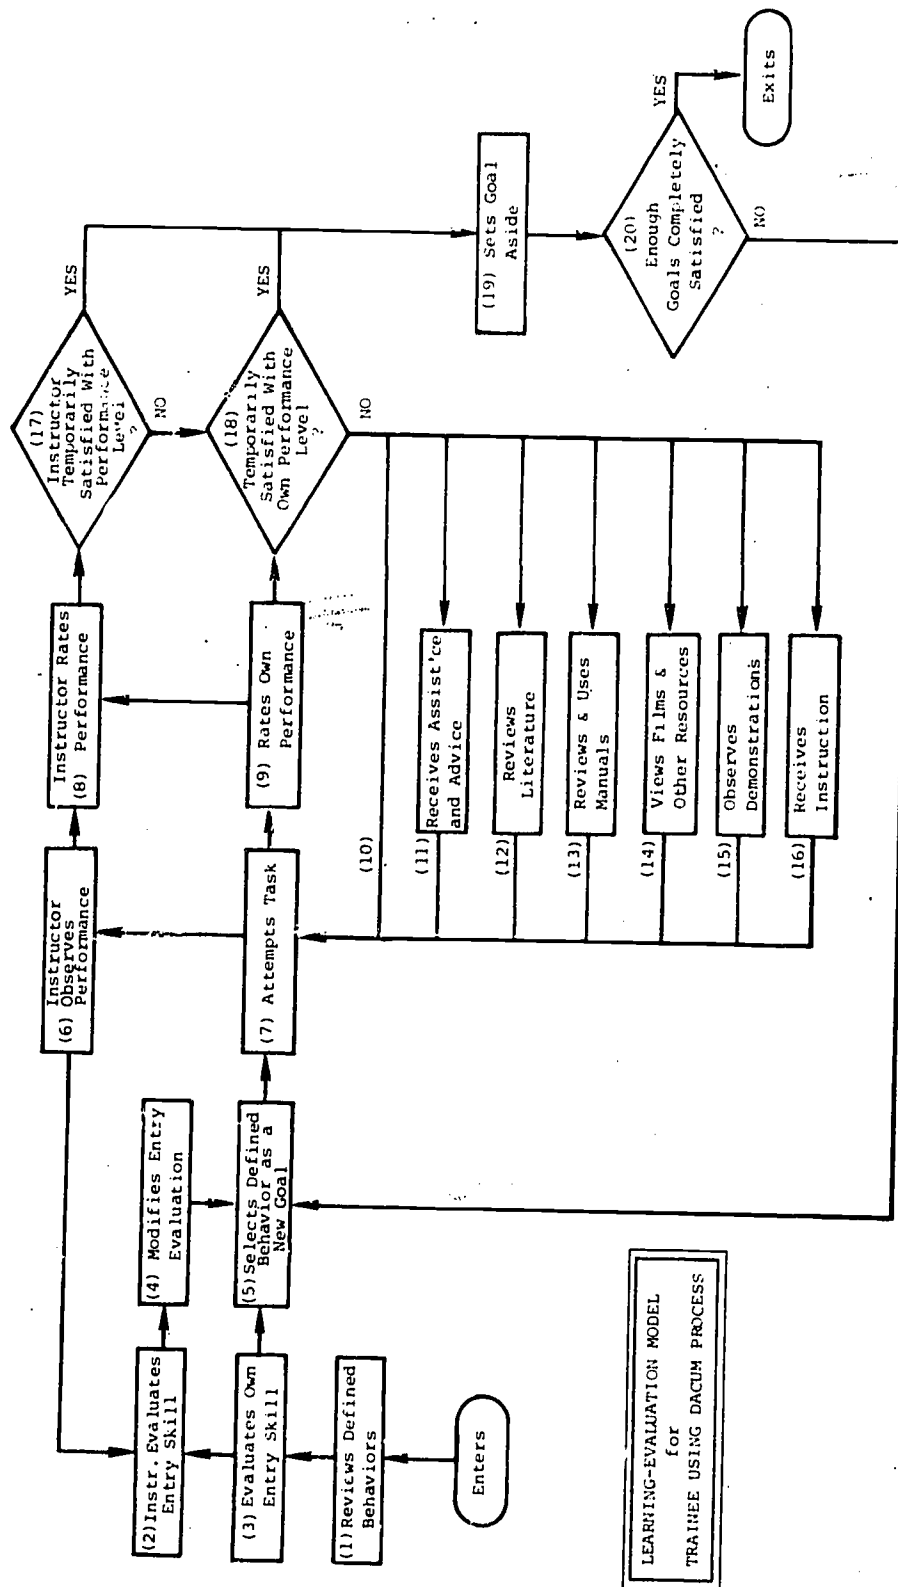 Enters
(1) Reviews Defined
Behaviors
(2)Instr. Evaluates
Entry Skill
(3) Evaluates Own
Entry Skill
(4) Modifies Entry
Evaluation
(5)Selects Defined
Behavior as a
New Goal
Instructor
(6) Observes
Performance
(7) Attempts Task
Instructor Rates
(8) Performance
(9) Rates Own
Performance
(10)
(11)
Receives Assist'ce
and Advice
(12)
Reviews
Literature
(13)
Reviews & Uses
Manuals
(14)
Views Films &
Other Resources
(15)
Observes
Demonstrations
(16)
Receives
Instruction
(17)
Instructor
Temporarily
Satisfied With
Performance
Level
?
YES
NO
(18)
Temporarily
Satisfied With
Own Performance
Level
?
YES
NO
(19) Sets Goal
Aside
(20)
Enough
Goals Completely
Satisfied
?
YES
NO
Exits
LEARNING-EVALUATION MODEL
for
TRAINEE USING DACUM PROCESS